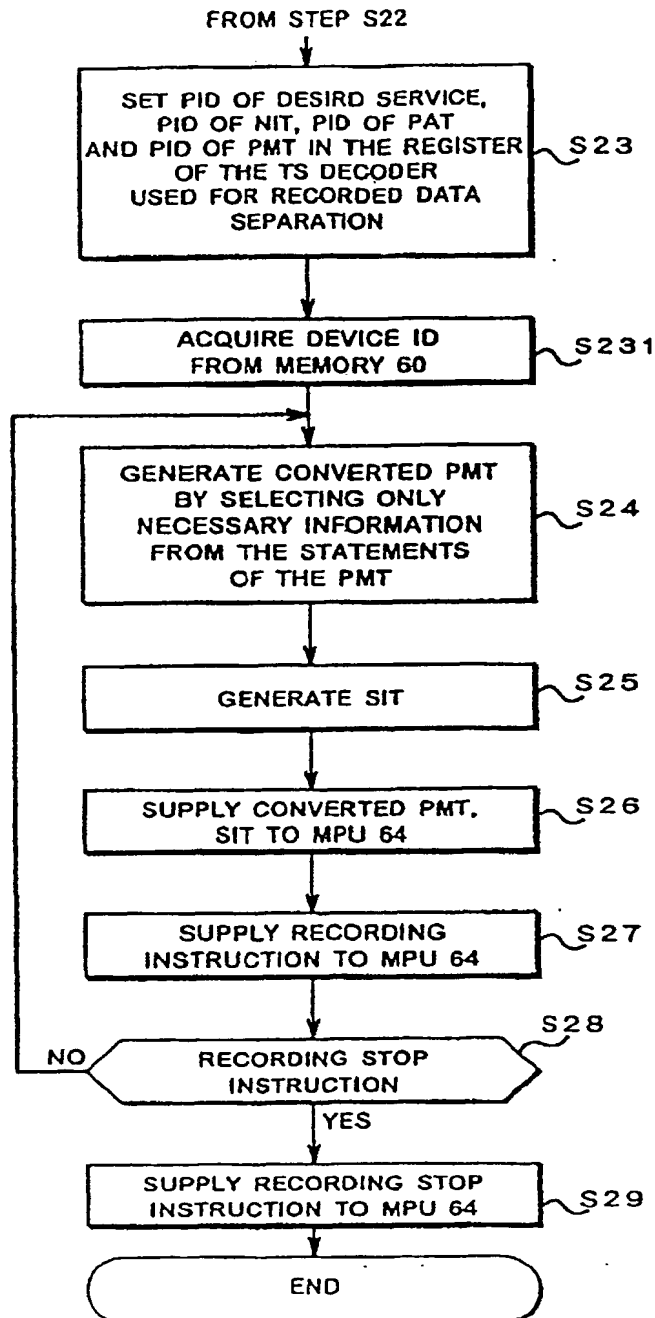 FROM STEP S22
SET PID OF DESIRD SERVICE,
PID OF NIT, PID OF PAT
AND PID OF PMT IN THE REGISTER
OF THE TS DECODER
USED FOR RECORDED DATA
SEPARATION
S23
ACQUIRE DEVICE ID
FROM MEMORY 60
S231
GENERATE CONVERTED PMT
BY SELECTING ONLY
NECESSARY INFORMATION
FROM THE STATEMENTS
OF THE PMT
S24
GENERATE SIT
S25
SUPPLY CONVERTED PMT,
SIT TO MPU 64
S26
SUPPLY RECORDING
INSTRUCTION TO MPU 64
S27
S28
NO
RECORDING STOP
INSTRUCTION
YES
SUPPLY RECORDING STOP
INSTRUCTION TO MPU 64
S29
END